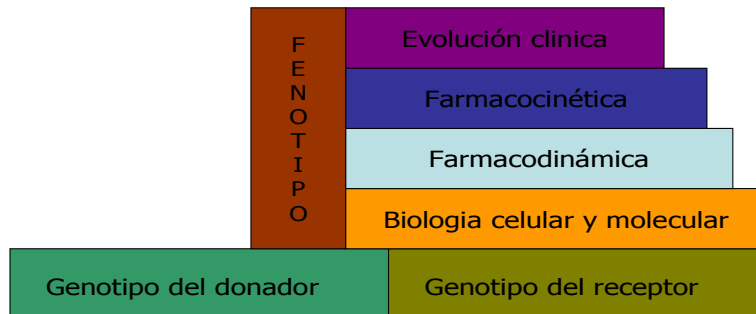 FENOTIPO
Evolución clinica
Farmacocinética
Farmacodinámica
Biologia celular y molecular
Genotipo del donador
Genotipo del receptor